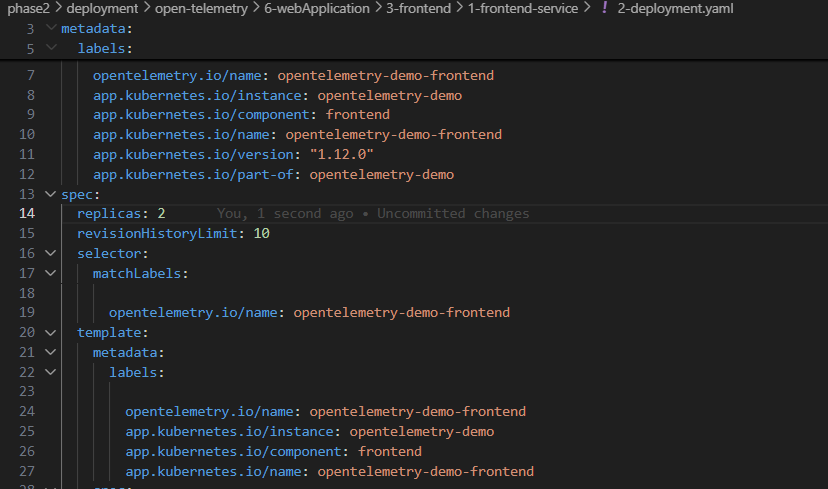 phase2 > deployment > open-telemetry > 6-webApplication > 3-frontend > 1-frontend-service > ! 2-deployment.yaml
3 metadata:
5 labels:
7 opentelemetry.io/name: opentelemetry-demo-frontend
8 app.kubernetes.io/instance: opentelemetry-demo
9 app.kubernetes.io/component: frontend
10 app.kubernetes.io/name: opentelemetry-demo-frontend
11 app.kubernetes.io/version: "1.12.0"
12 app.kubernetes.io/part-of: opentelemetry-demo
13 spec:
14 replicas: 2 You, 1 second ago • Uncommitted changes
15 revisionHistoryLimit: 10
16 selector:
17 matchLabels:
18
19 opentelemetry.io/name: opentelemetry-demo-frontend
20 template:
21 metadata:
22 labels:
23
24 opentelemetry.io/name: opentelemetry-demo-frontend
25 app.kubernetes.io/instance: opentelemetry-demo
26 app.kubernetes.io/component: frontend
27 app.kubernetes.io/name: opentelemetry-demo-frontend